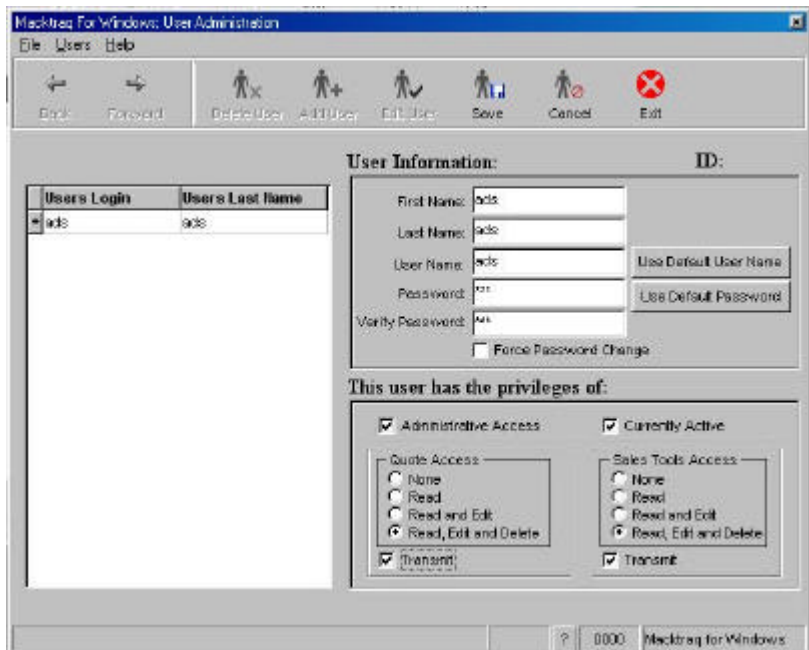 Macktraq For Windows: User Administration
File Users Help
Back Forward Delete User Add User Edit User Save Cancel Exit
User Information: ID:
Users Login Users Last Name
ads ads
First Name: ads
Last Name: ads
User Name: ads Use Default User Name
Password: *** Use Default Password
Verify Password: ***
Force Password Change
This user has the privileges of:
Administrative Access Currently Active
Quote Access Sales Tools Access
None None
Read Read
Read and Edit Read and Edit
Read, Edit and Delete Read, Edit and Delete
Transmit Transmit
? 0000 Macktraq for Windows